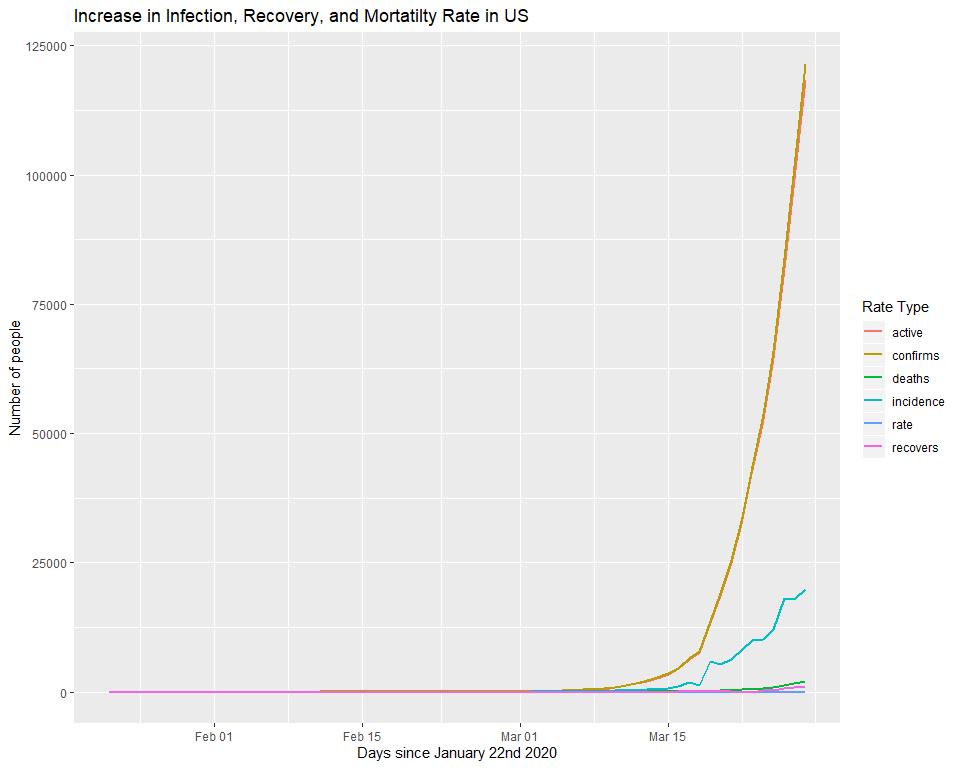 Increase in Infection, Recovery, and Mortatilty Rate in US
125000
100000
75000
50000
25000
0
Number of people
Feb 01
Feb 15
Mar 01
Mar 15
Days since January 22nd 2020
Rate Type
active
confirms
deaths
incidence
rate
recovers